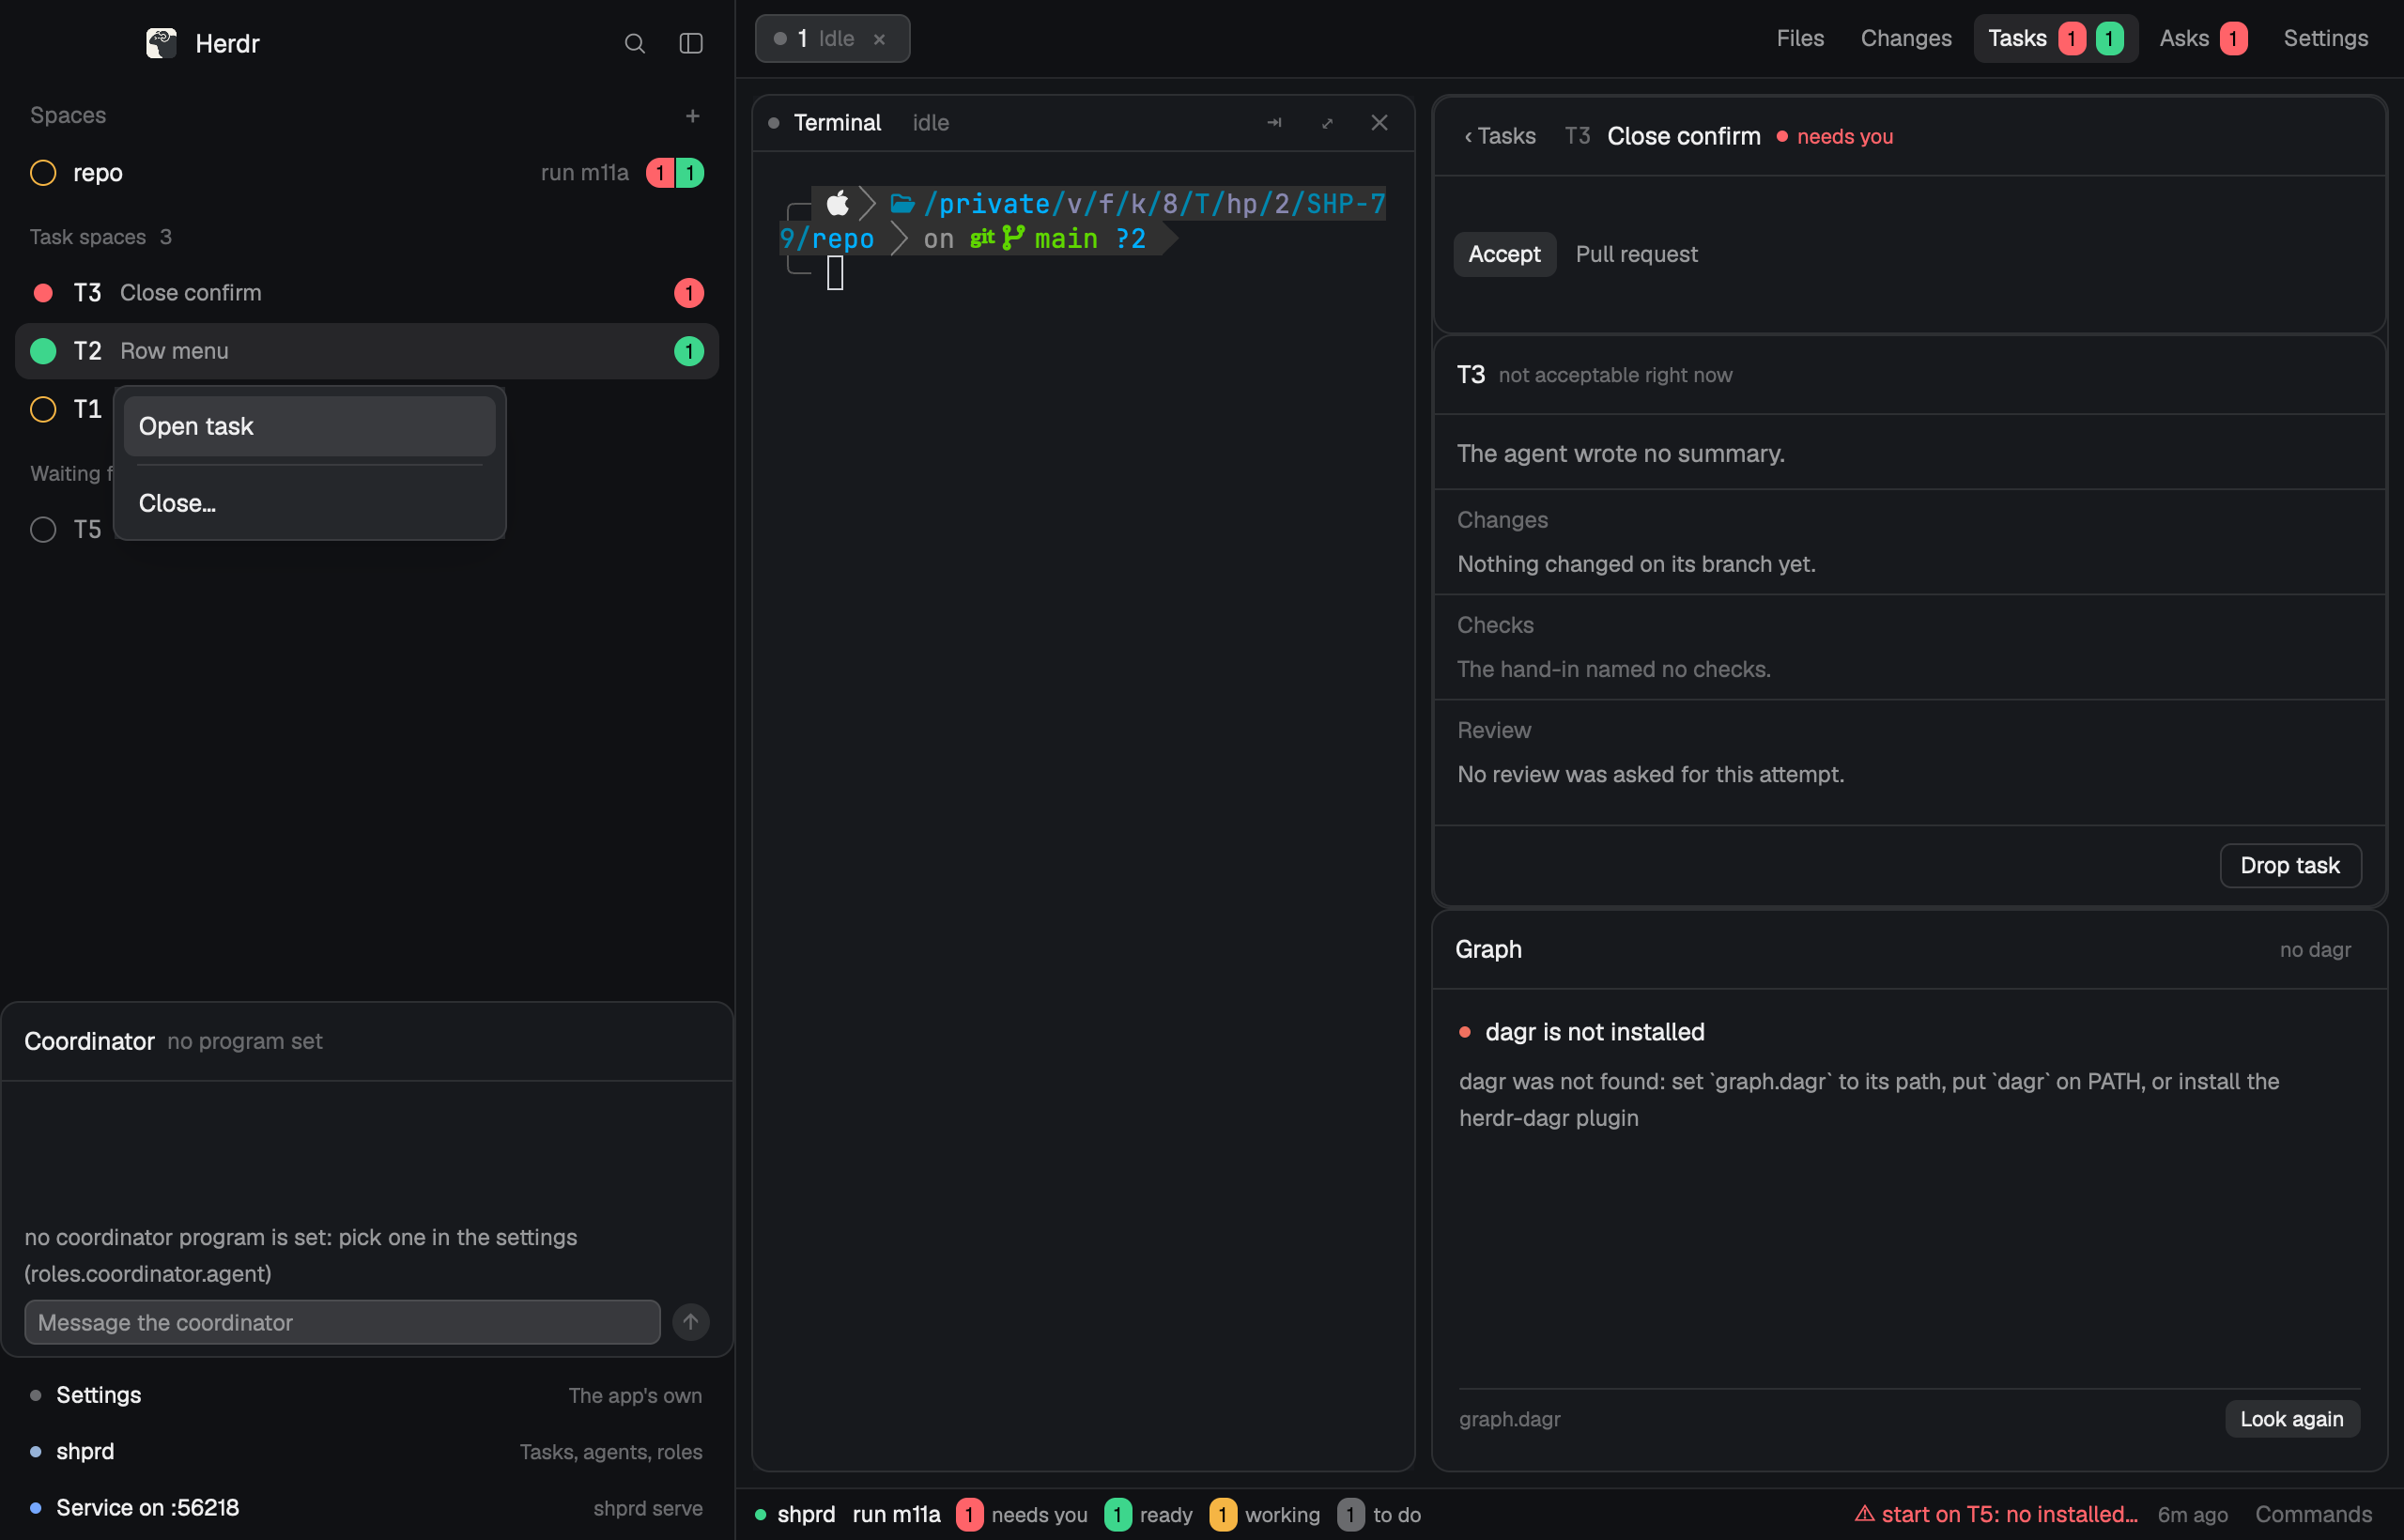 Herdr
Spaces
+
repo run m11a 1 1
Task spaces 3
T3 Close confirm 1
T2 Row menu 1
T1
Open task
Waiting
Close...
T5
Coordinator no program set
no coordinator program is set: pick one in the settings
(roles.coordinator.agent)
Message the coordinator
Settings The app's own
shprd Tasks, agents, roles
Service on :56218 shprd serve
1 Idle ×
Files Changes Tasks 1 1 Asks 1 Settings
Terminal idle
/private/v/f/k/8/T/hp/2/SHP-7
9/repo on git main ?2
‹ Tasks T3 Close confirm needs you
Accept Pull request
T3 not acceptable right now
The agent wrote no summary.
Changes
Nothing changed on its branch yet.
Checks
The hand-in named no checks.
Review
No review was asked for this attempt.
Drop task
Graph no dagr
dagr is not installed
dagr was not found: set `graph.dagr` to its path, put `dagr` on PATH, or install the
herdr-dagr plugin
graph.dagr Look again
shprd run m11a 1 needs you 1 ready 1 working 1 to do
start on T5: no installed... 6m ago Commands